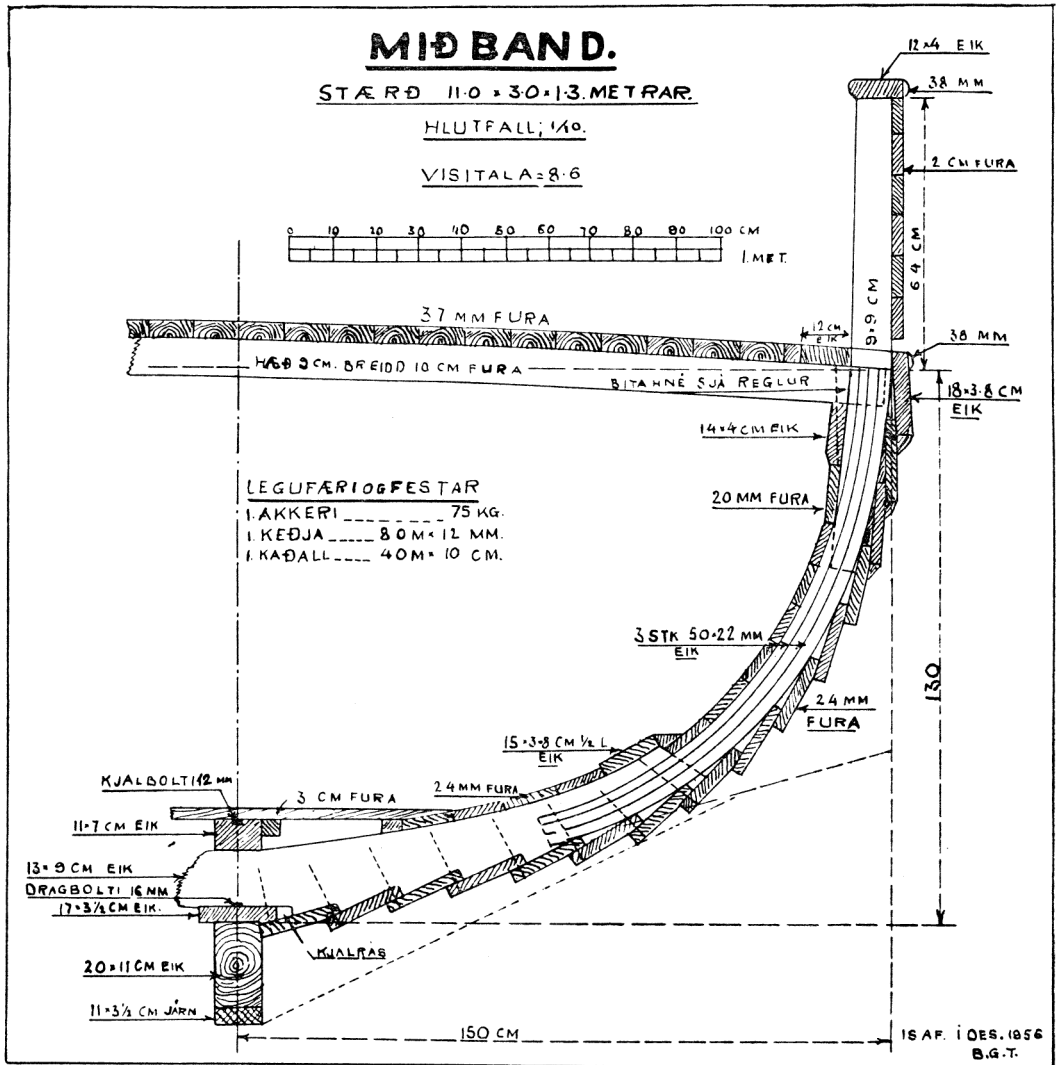 MIÐBAND.
STÆRÐ 11.0 × 3.0 × 1.3. METRAR.
HLUTFALL; 1/10.
VISITALA = 8.6
0 10 20 30 40 50 60 70 80 90 100 CM
1. MET.
12×4 EIK
38 MM
2 CM FURA
64 CM
9×9 CM
37 MM FURA
12 CM
EIK
38 MM
HÆÐ 9 CM. BREIDD 10 CM FURA
BITAHNÉ SJÁ REGLUR
18×3.8 CM
EIK
14×4 CM EIK
LEGUFÆRI OG FESTAR
1. AKKERI 75 KG.
1. KEÐJA 80 M × 12 MM.
1. KAÐALL 40 M × 10 CM.
20 MM FURA
3 STK 50×22 MM
EIK
130
24 MM
FURA
15×3.8 CM ½ L
EIK
24 MM FURA
KJALBOLTI 12 MM
3 CM FURA
11×7 CM EIK
13×9 CM EIK
DRAGBOLTI 16 MM
17×3½ CM EIK.
KJALRÁS
20×11 CM EIK
11×3½ CM JÁRN
150 CM
ÍSAF. Í DES. 1956
B.G.T.